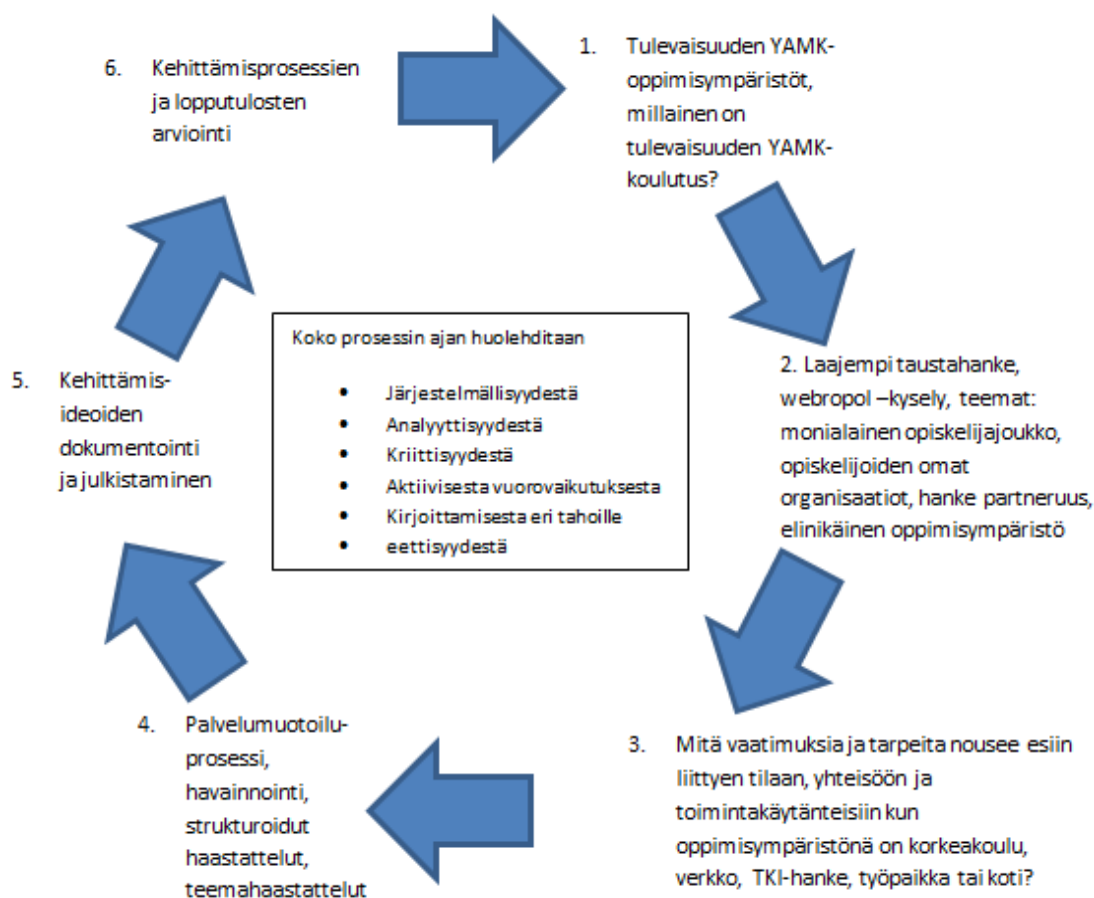 1. Tulevaisuuden YAMK-
oppimisympäristöt,
millainen on
tulevaisuuden YAMK-
koulutus?
2. Laajempi taustahanke,
webropol –kysely, teemat:
monialainen opiskelijajoukko,
opiskelijoiden omat
organisaatiot, hanke partneruus,
elinikäinen oppimisympäristö
3. Mitä vaatimuksia ja tarpeita nousee esiin
liittyen tilaan, yhteisöön ja
toimintakäytänteisiin kun
oppimisympäristönä on korkeakoulu,
verkko, TKI-hanke, työpaikka tai koti?
4. Palvelumuotoilu-
prosessi,
havainnointi,
strukturoidut
haastattelut,
teemahaastattelut
5. Kehittämis-
ideoiden
dokumentointi
ja julkistaminen
6. Kehittämisprosessien
ja lopputulosten
arviointi
Koko prosessin ajan huolehditaan
• Järjestelmällisyydestä
• Analyyttisyydestä
• Kriittisyydestä
• Aktiivisesta vuorovaikutuksesta
• Kirjoittamisesta eri tahoille
• eettisyydestä